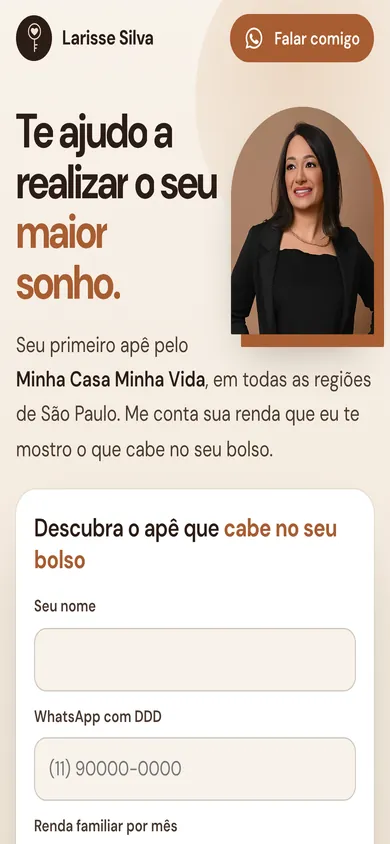 Larisse Silva
Falar comigo
Te ajudo a
realizar o seu
maior
sonho.
Seu primeiro apê pelo
Minha Casa Minha Vida, em todas as regiões
de São Paulo. Me conta sua renda que eu te
mostro o que cabe no seu bolso.
Descubra o apê que cabe no seu
bolso
Seu nome
WhatsApp com DDD
(11) 90000-0000
Renda familiar por mês